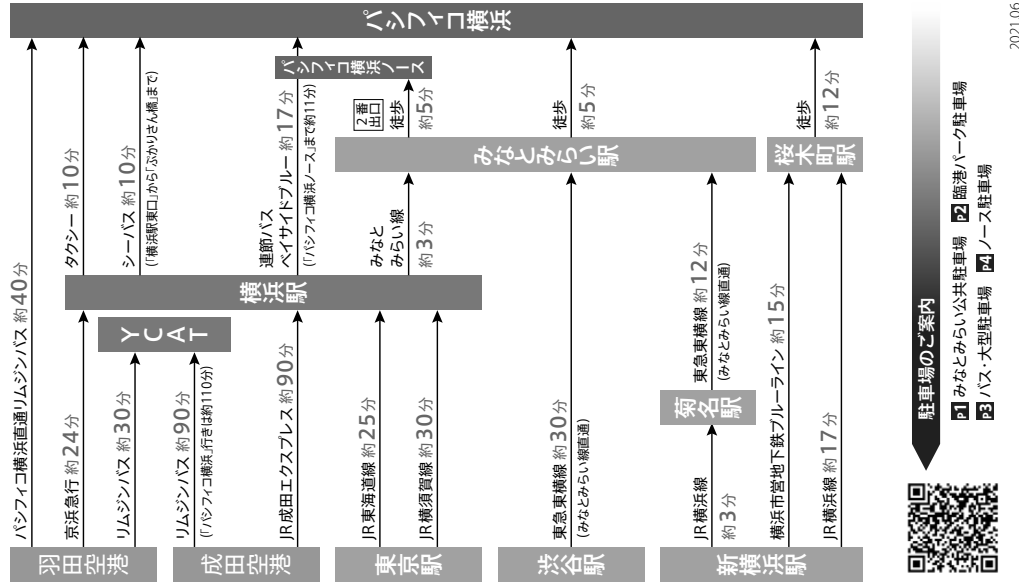 パシフィコ横浜
パシフィコ横浜ノース
2番
出口
徒歩
約5分
徒歩
約5分
徒歩
約12分
みなとみらい駅
桜木町駅
タクシー 約10分
シーバス 約10分
(｢横浜駅東口｣から｢ぷかりさん橋｣まで)
連節バス
ベイサイドブルー 約17分
(｢パシフィコ横浜ノース｣まで約11分)
みなと
みらい線
約3分
横浜駅
YCAT
東急東横線 約12分
(みなとみらい線直通)
菊名駅
パシフィコ横浜直通リムジンバス 約40分
京浜急行 約24分
リムジンバス 約30分
リムジンバス 約90分
(｢パシフィコ横浜｣行きは約110分)
JR成田エクスプレス 約90分
JR東海道線 約25分
JR横須賀線 約30分
東急東横線 約30分
(みなとみらい線直通)
JR横浜線
約3分
横浜市営地下鉄ブルーライン 約15分
JR横浜線 約17分
羽田空港
成田空港
東京駅
渋谷駅
新横浜駅
駐車場のご案内
P1 みなとみらい公共駐車場 P2 臨港パーク駐車場
P3 バス・大型駐車場 P4 ノース駐車場
2021.06